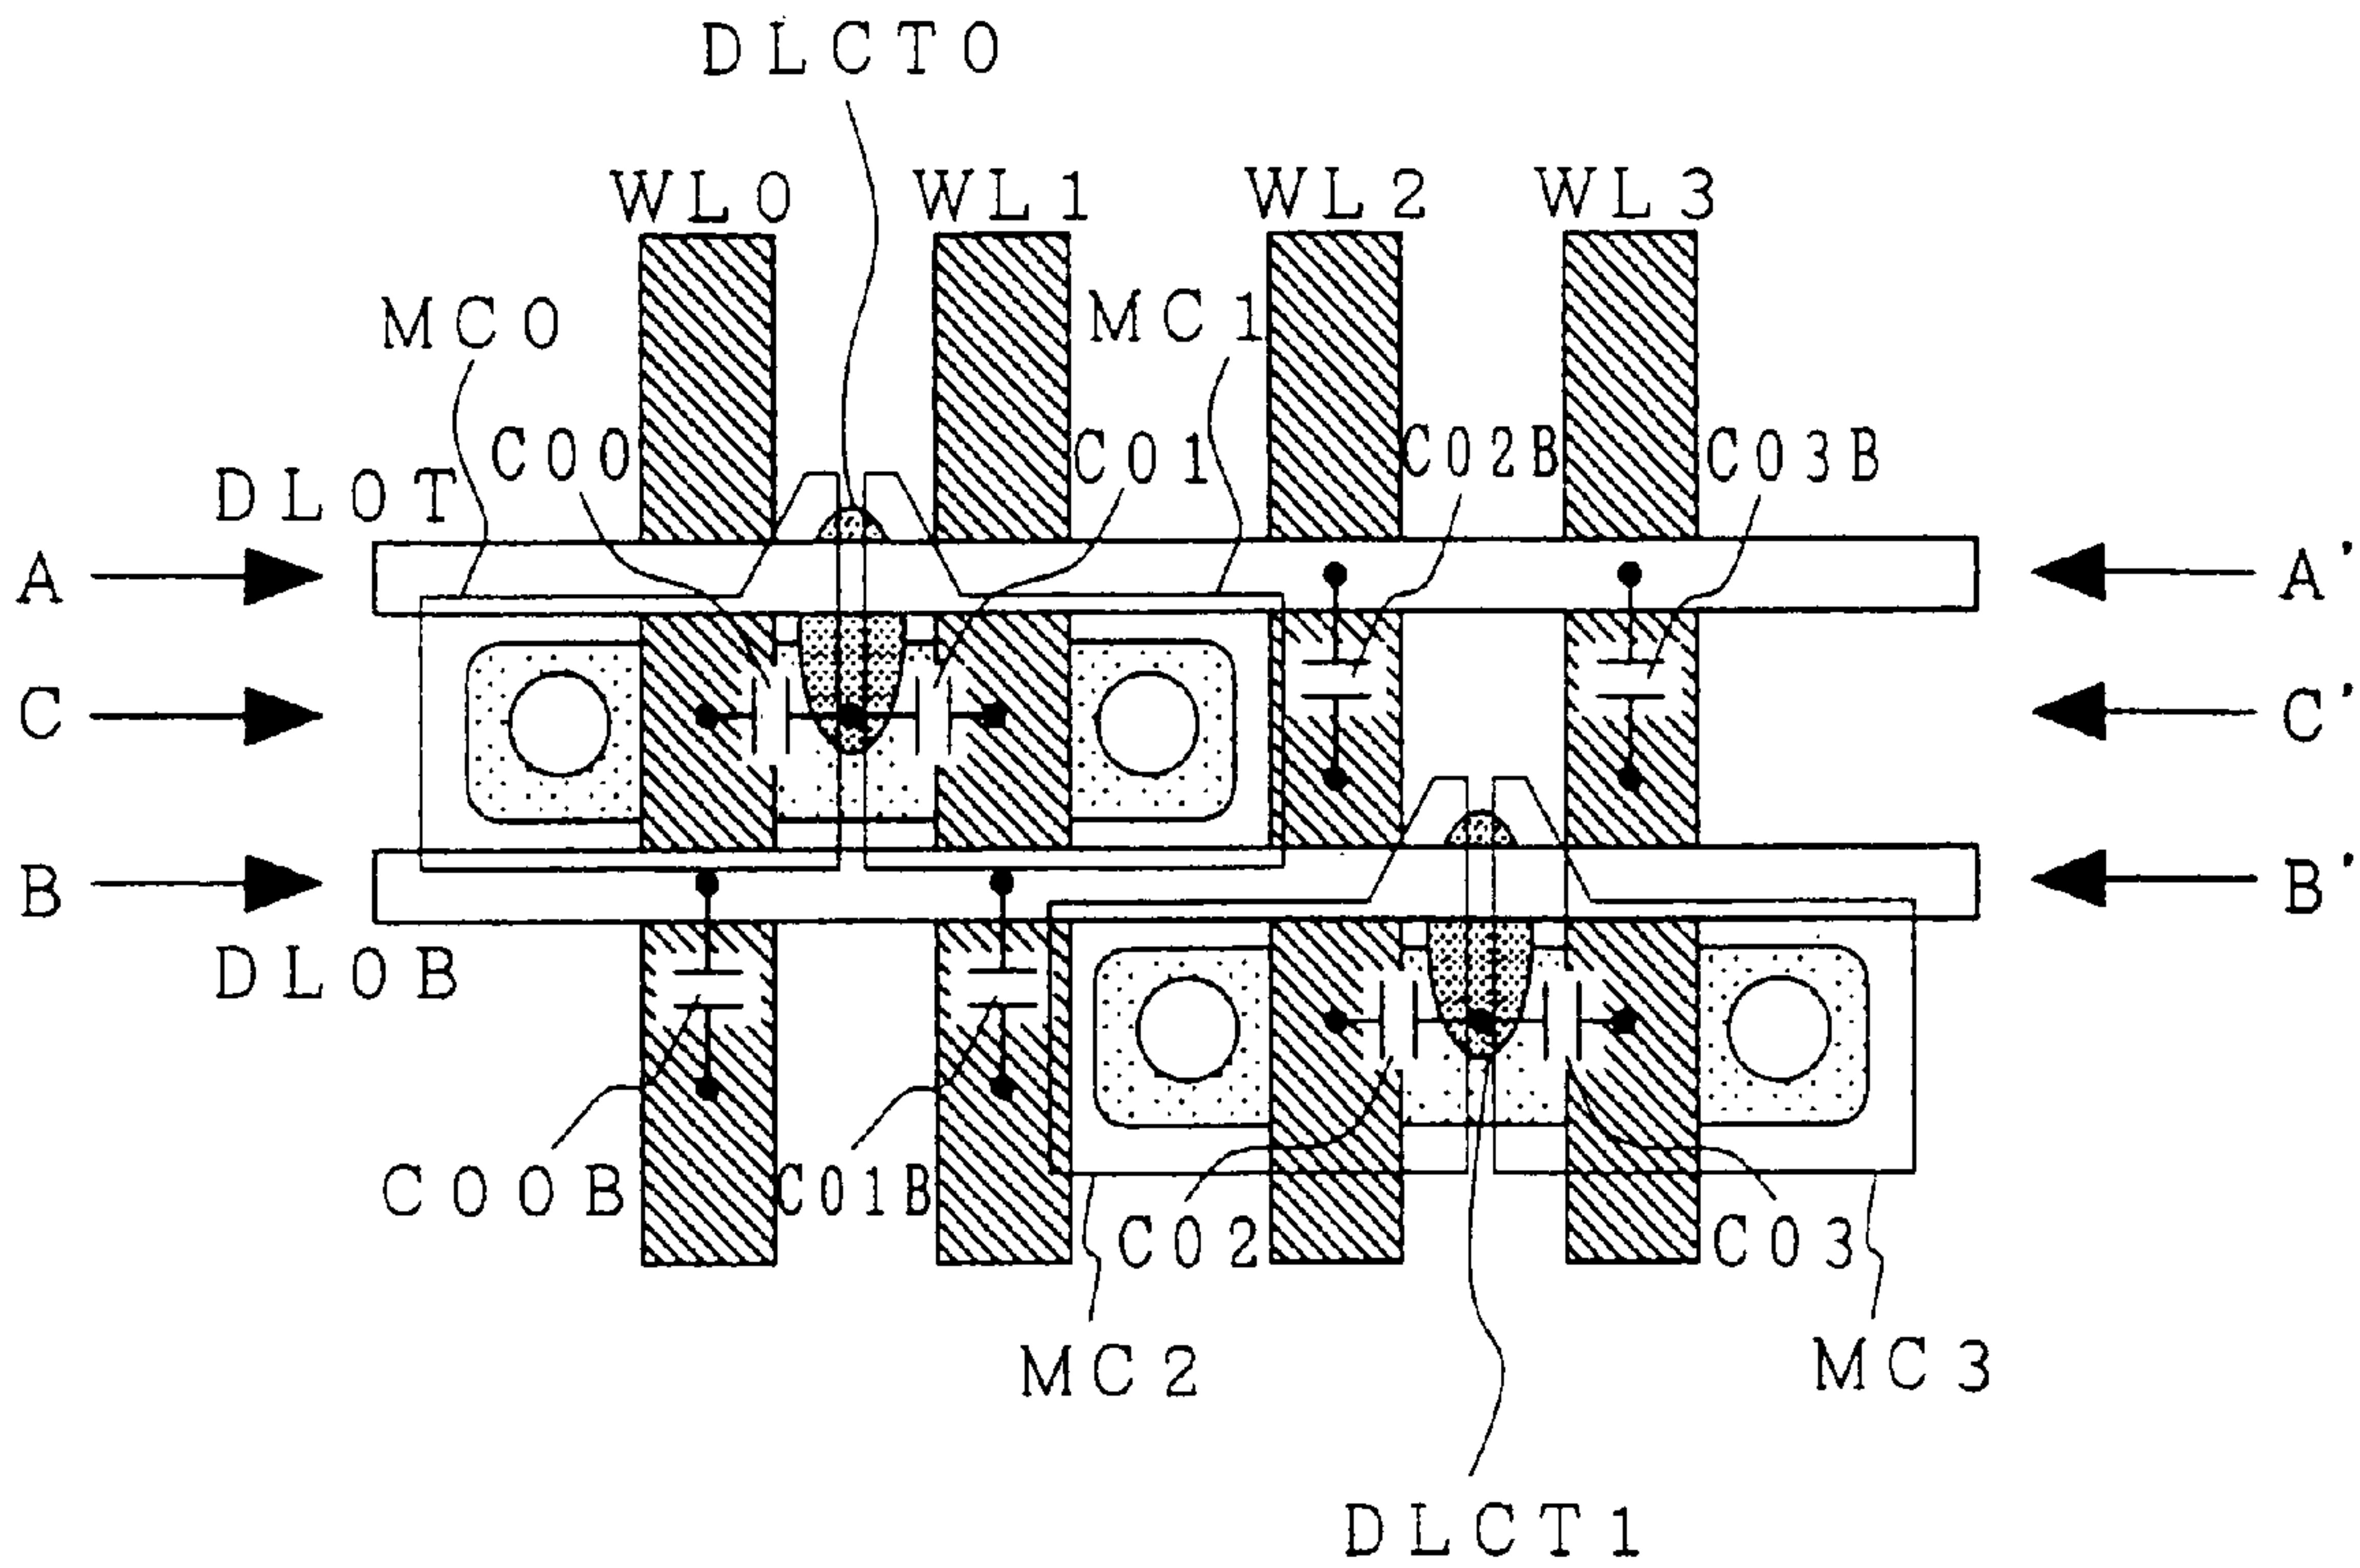 DLCT0
WL0 WL1 WL2 WL3
MC0 MC1
C00 C01 C02B C03B
DL0T
A A'
C C'
B B'
DL0B
C00B C01B C02 C03
MC2 MC3
DLCT1